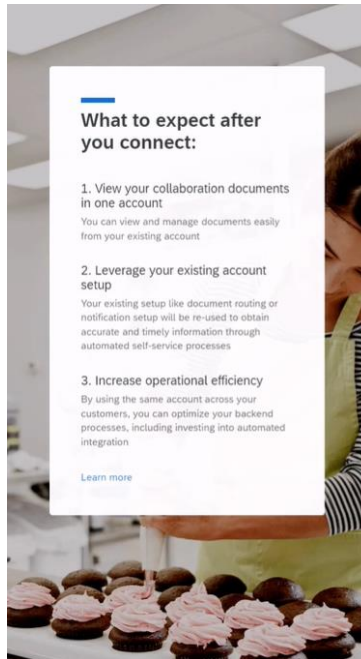 What to expect after
you connect:
1. View your collaboration documents
in one account
You can view and manage documents easily
from your existing account
2. Leverage your existing account
setup
Your existing setup like document routing or
notification setup will be re-used to obtain
accurate and timely information through
automated self-service processes
3. Increase operational efficiency
By using the same account across your
customers, you can optimize your backend
processes, including investing into automated
integration
Learn more